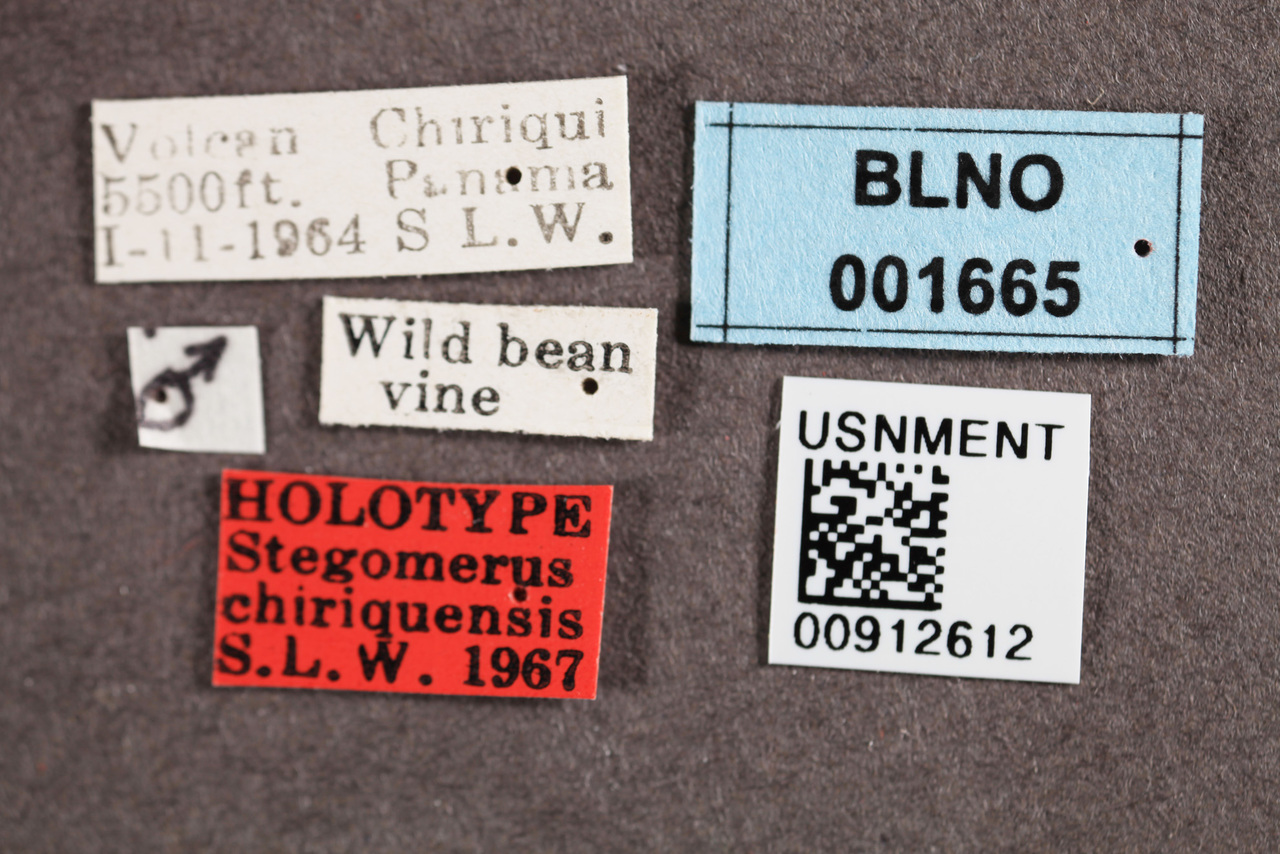 Volcan Chiriqui
5500ft. Panama
I-11-1964 S L.W.
BLNO
001665
♂
Wild bean
vine
HOLOTYPE
Stegomerus
chiriquensis
S.L.W. 1967
USNMENT
00912612